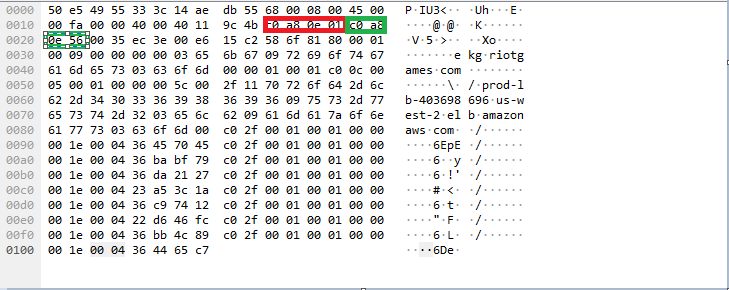 0000 50 e5 49 55 33 3c 14 ae db 55 68 00 08 00 45 00 P·IU3<·· ·Uh···E·
0010 00 fa 00 00 40 00 40 11 9c 4b f0 a8 0e 01 c0 a8 ····@·@· ·K······
0020 0e 56 00 35 ec 3e 00 e6 15 c2 58 6f 81 80 00 01 ·V·5·>·· ··Xo····
0030 00 09 00 00 00 00 03 65 6b 67 09 72 69 6f 74 67 ·······e kg·riotg
0040 61 6d 65 73 03 63 6f 6d 00 00 01 00 01 c0 0c 00 ames·com ········
0050 05 00 01 00 00 00 5c 00 2f 11 70 72 6f 64 2d 6c ······\· /·prod-l
0060 62 2d 34 30 33 36 39 38 36 39 36 09 75 73 2d 77 b-403698 696·us-w
0070 65 73 74 2d 32 03 65 6c 62 09 61 6d 61 7a 6f 6e est-2·el b·amazon
0080 61 77 73 03 63 6f 6d 00 c0 2f 00 01 00 01 00 00 aws·com· ·/······
0090 00 1e 00 04 36 45 70 45 c0 2f 00 01 00 01 00 00 ····6EpE ·/······
00a0 00 1e 00 04 36 ba bf 79 c0 2f 00 01 00 01 00 00 ····6··y ·/······
00b0 00 1e 00 04 36 da 21 27 c0 2f 00 01 00 01 00 00 ····6·!' ·/······
00c0 00 1e 00 04 23 a5 3c 1a c0 2f 00 01 00 01 00 00 ····#·<· ·/······
00d0 00 1e 00 04 36 c9 74 12 c0 2f 00 01 00 01 00 00 ····6·t· ·/······
00e0 00 1e 00 04 22 d6 46 fc c0 2f 00 01 00 01 00 00 ····"·F· ·/······
00f0 00 1e 00 04 36 bb 4c 89 c0 2f 00 01 00 01 00 00 ····6·L· ·/······
0100 00 1e 00 04 36 44 65 c7 ····6De·